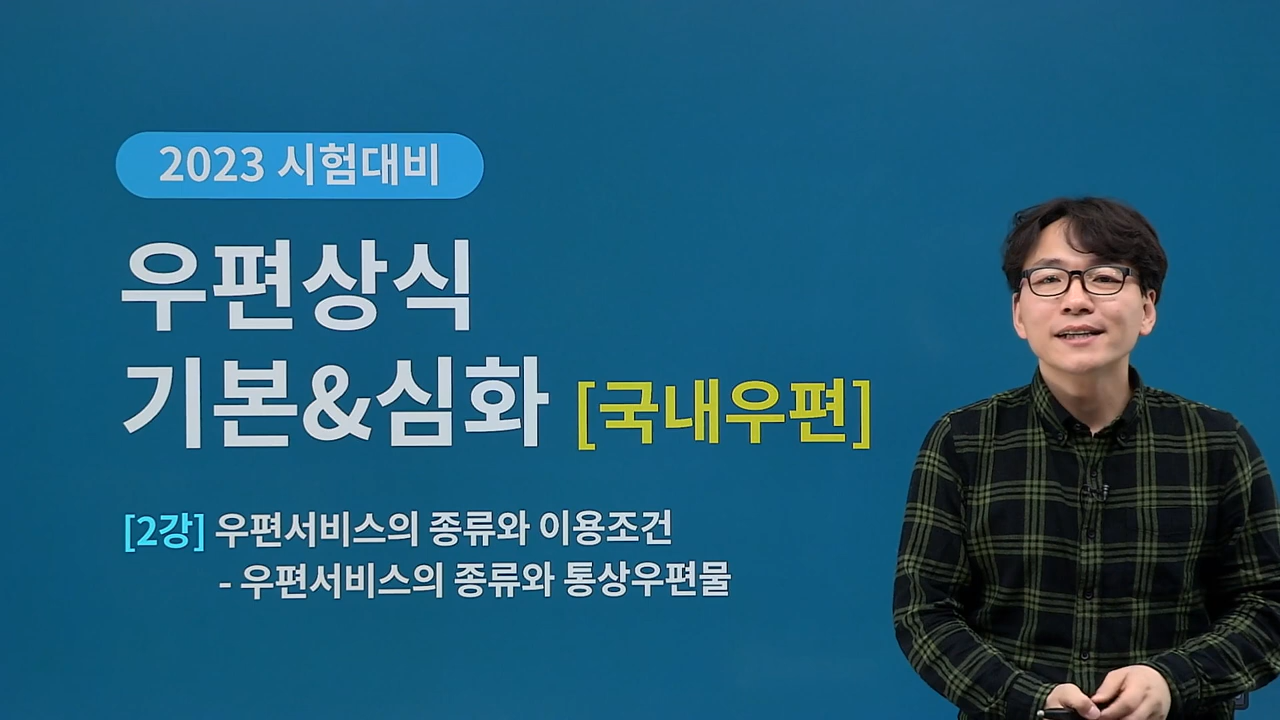 2023 시험대비
우편상식
기본&심화 [국내우편]
[2강] 우편서비스의 종류와 이용조건
- 우편서비스의 종류와 통상우편물